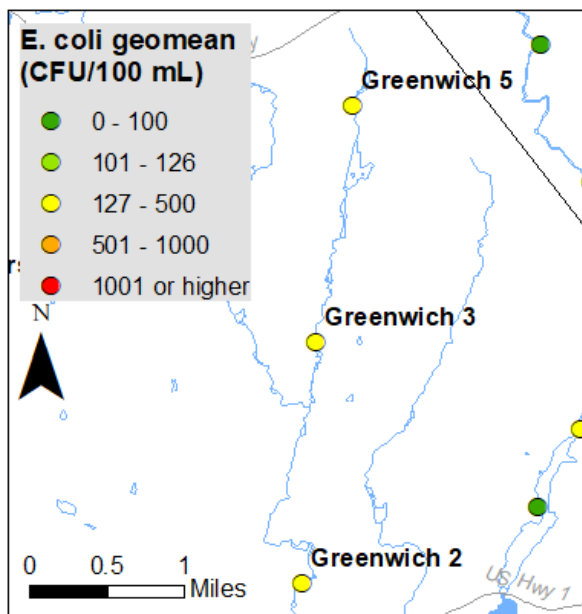 E. coli geomean
(CFU/100 mL)
0 - 100
101 - 126
127 - 500
501 - 1000
1001 or higher
Greenwich 5
N
Greenwich 3
Greenwich 2
0 0.5 1
Miles
US Hwy 1